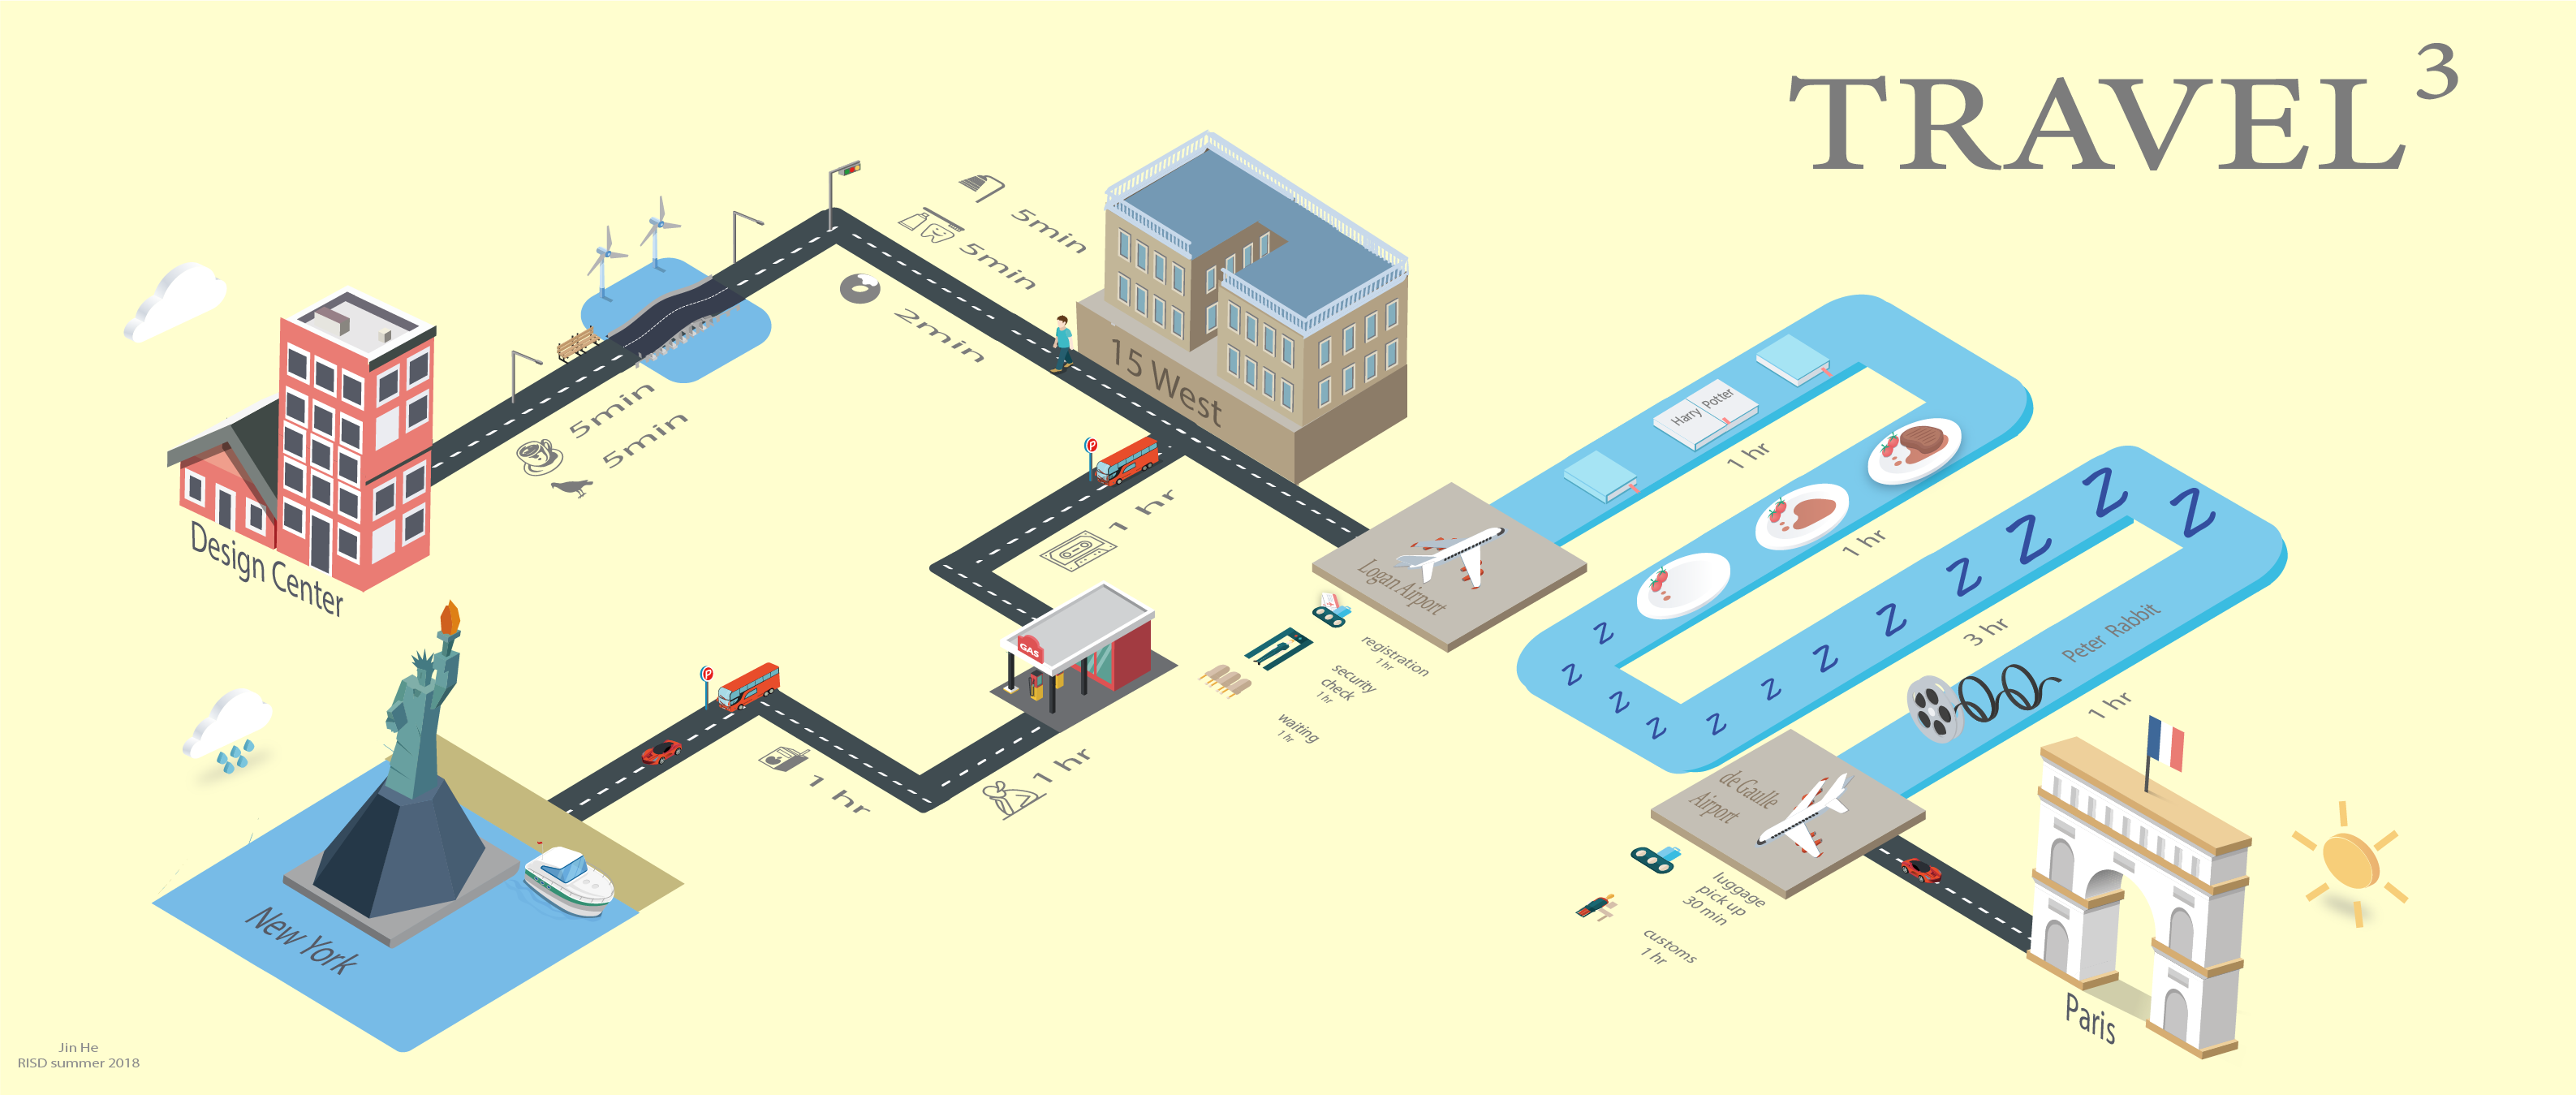 TRAVEL³
5min
5min
2min
15 West
5min
5min
Design Center
Harry Potter
1 hr
1 hr
1 hr
Logan Airport
GAS
registration
1 hr
security
check
1 hr
waiting
1 hr
Z
Z
Z
Z
Z
Z
Z
Z
Z
Z
Z
Z
3 hr
Peter Rabbit
1 hr
P
P
1 hr
1 hr
de Gaulle
Airport
luggage
pick up
30 min
customs
1 hr
New York
Paris
Jin He
RISD summer 2018